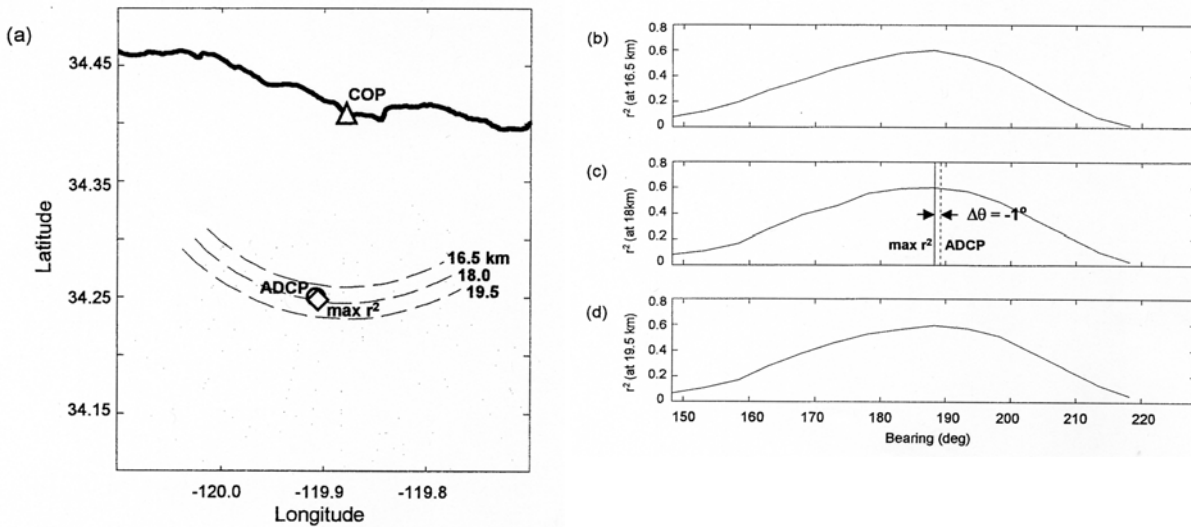 (a)
34.45
34.35
34.25
34.15
Latitude
COP
16.5 km
18.0
19.5
ADCP
max r²
-120.0
-119.9
-119.8
Longitude
(b)
r² (at 16.5 km)
0.8
0.6
0.4
0.2
0
(c)
r² (at 18km)
0.8
0.6
0.4
0.2
0
Δθ = -1°
max r²
ADCP
(d)
r² (at 19.5 km)
0.8
0.6
0.4
0.2
0
150
160
170
180
190
200
210
220
Bearing (deg)